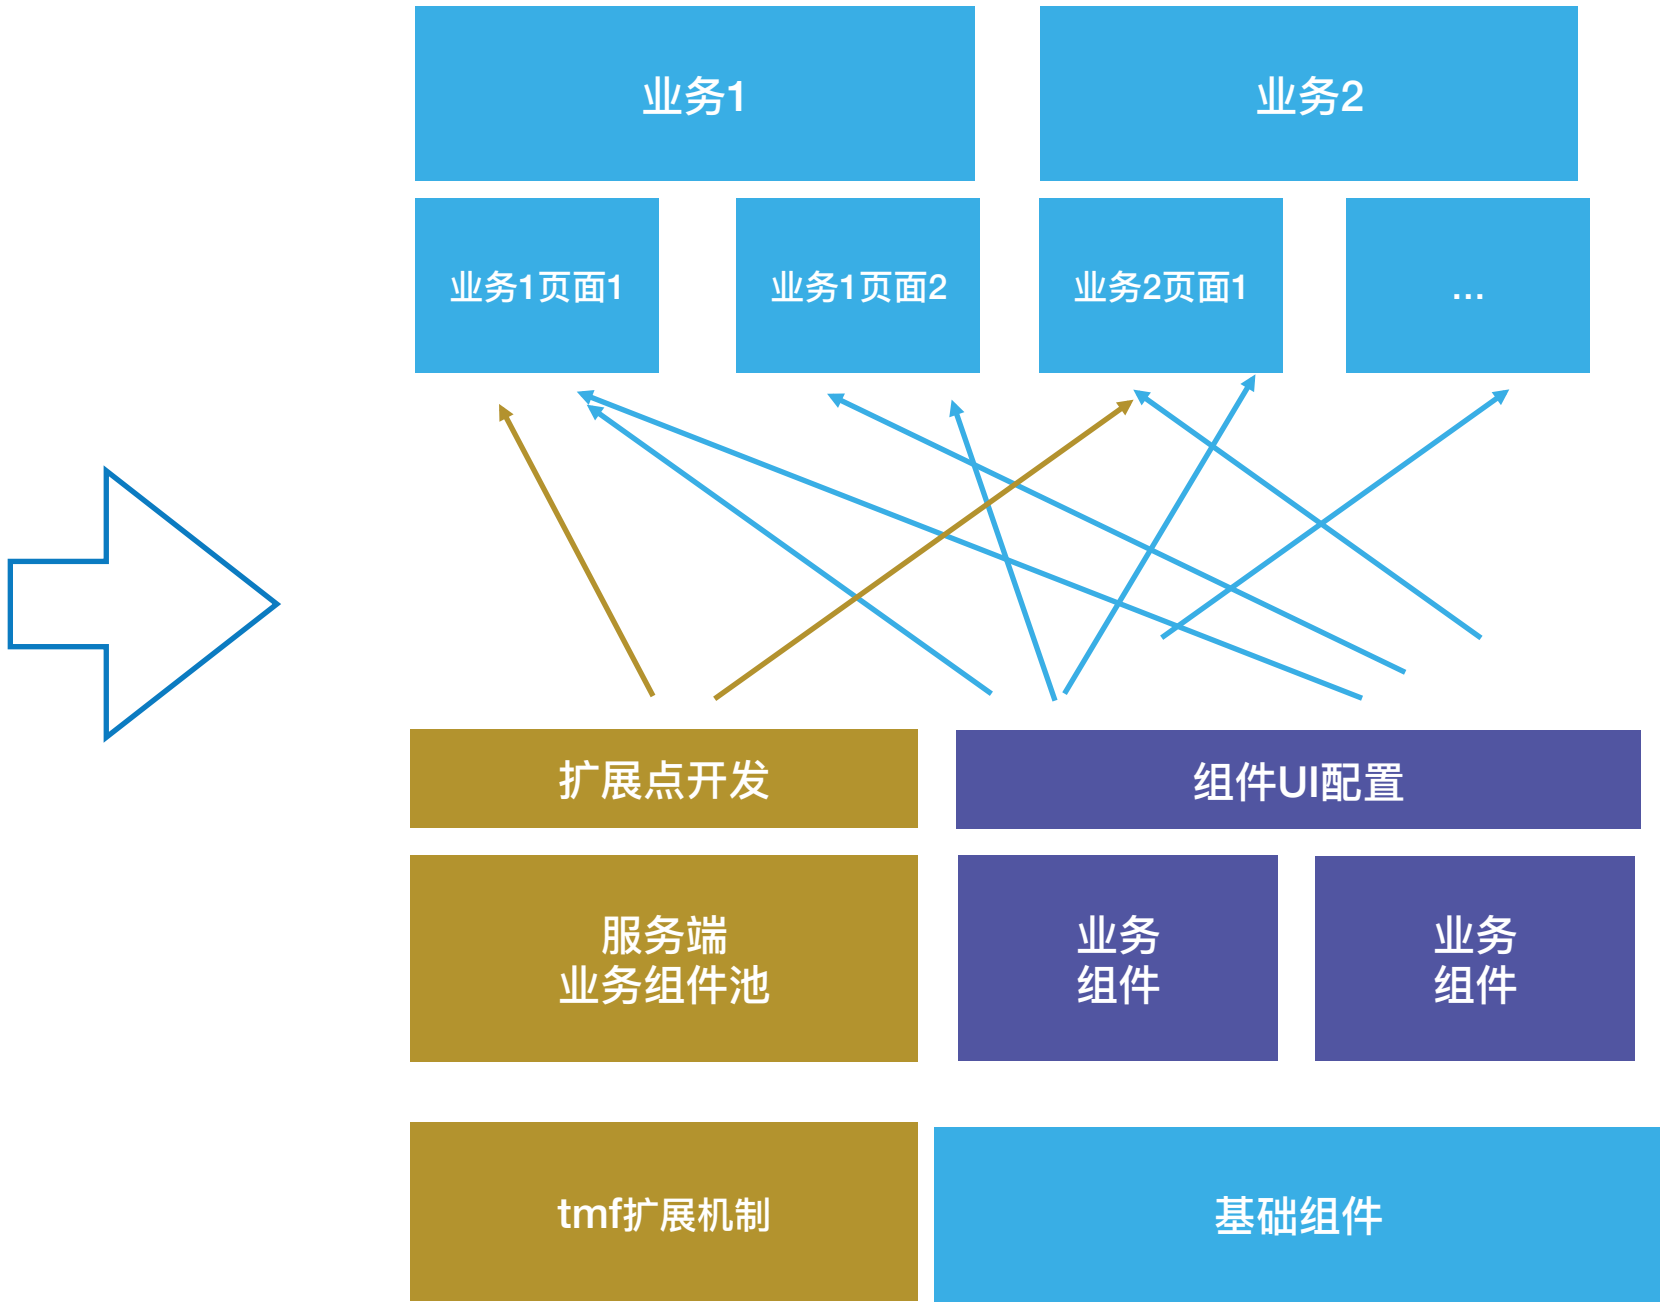 业务1
业务2
业务1页面1
业务1页面2
业务2页面1
...
扩展点开发
组件UI配置
服务端
业务组件池
业务
组件
业务
组件
tmf扩展机制
基础组件